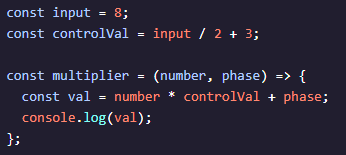 const input = 8;
const controlVal = input / 2 + 3;

const multiplier = (number, phase) => {
  const val = number * controlVal + phase;
  console.log(val);
};